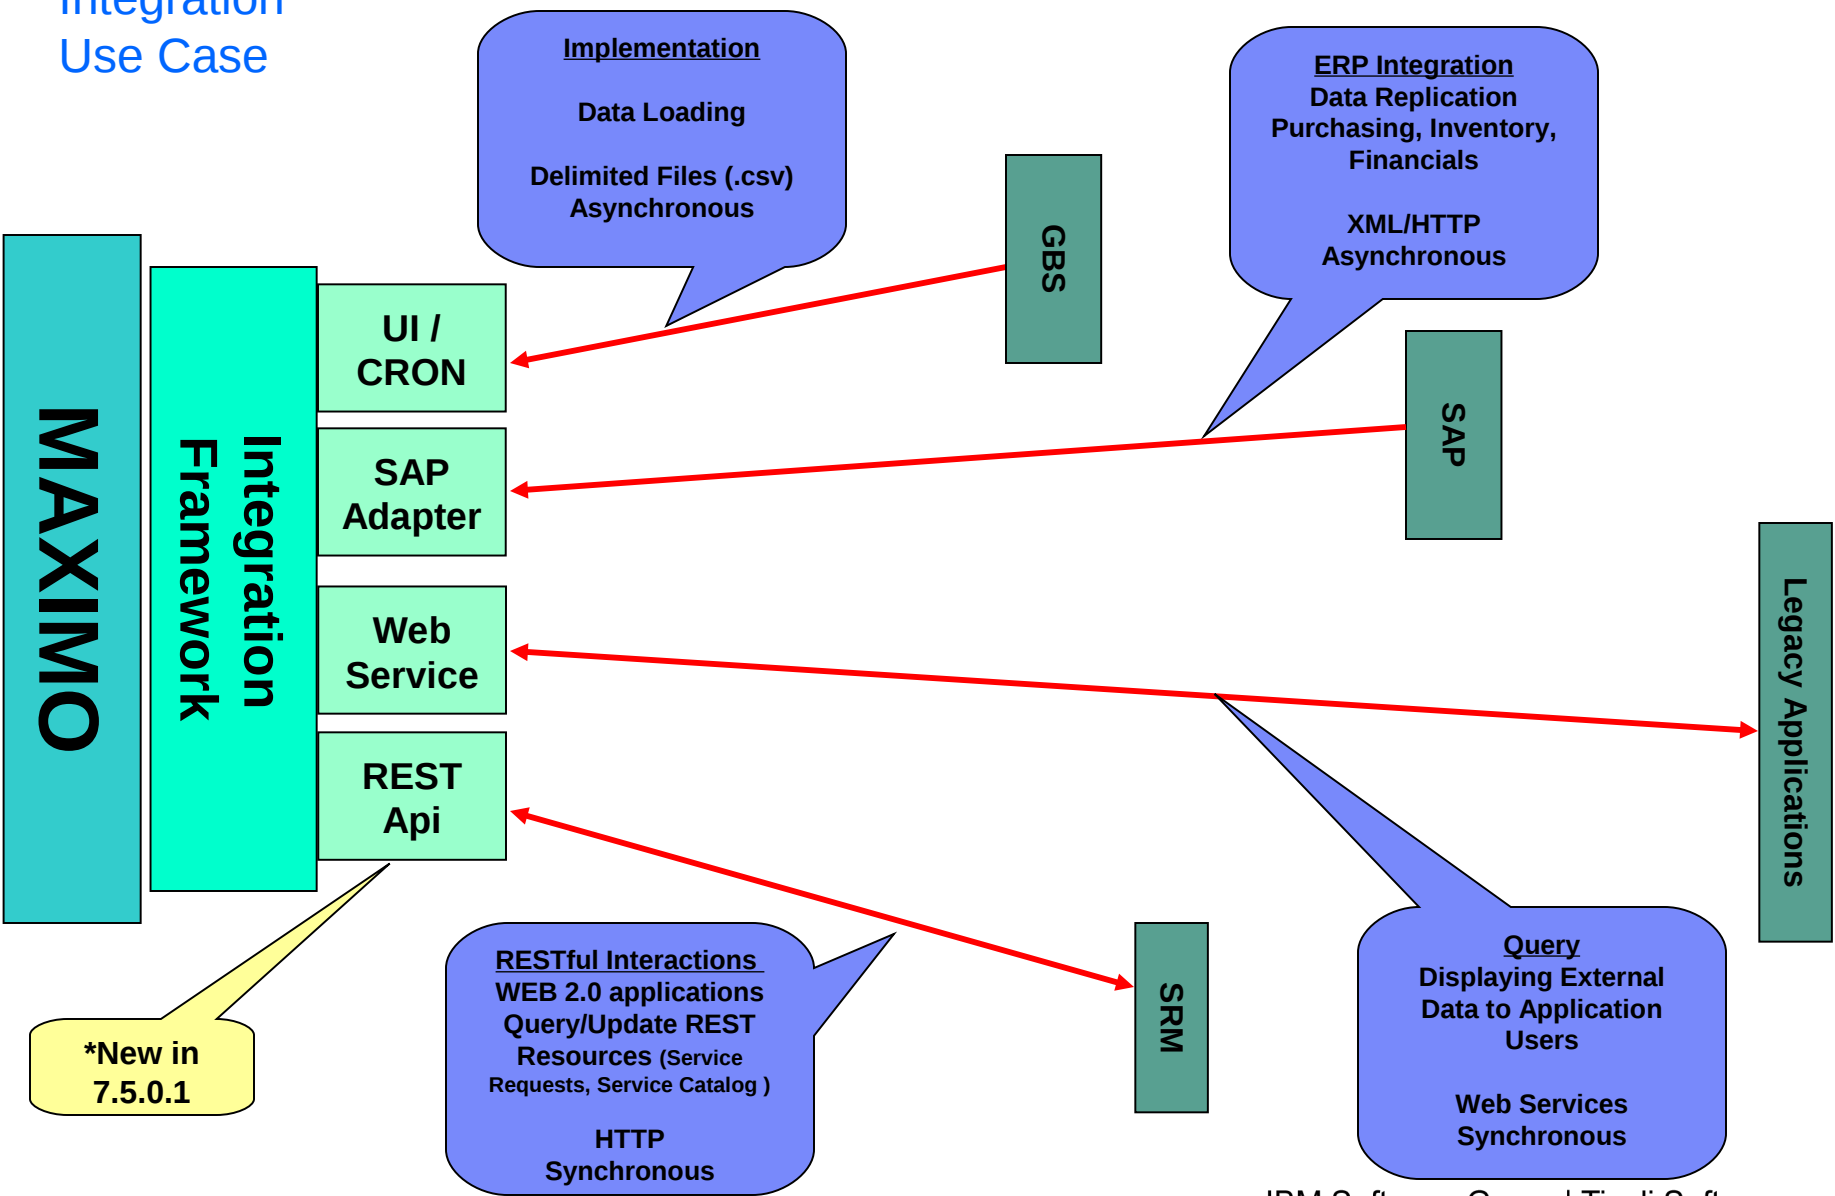 Integration
Use Case
Implementation
Data Loading
Delimited Files (.csv)
Asynchronous
ERP Integration
Data Replication
Purchasing, Inventory,
Financials
XML/HTTP
Asynchronous
GBS
SAP
Legacy Applications
SRM
MAXIMO
Integration
Framework
UI /
CRON
SAP
Adapter
Web
Service
REST
Api
*New in
7.5.0.1
RESTful Interactions
WEB 2.0 applications
Query/Update REST
Resources (Service
Requests, Service Catalog )
HTTP
Synchronous
Query
Displaying External
Data to Application
Users
Web Services
Synchronous